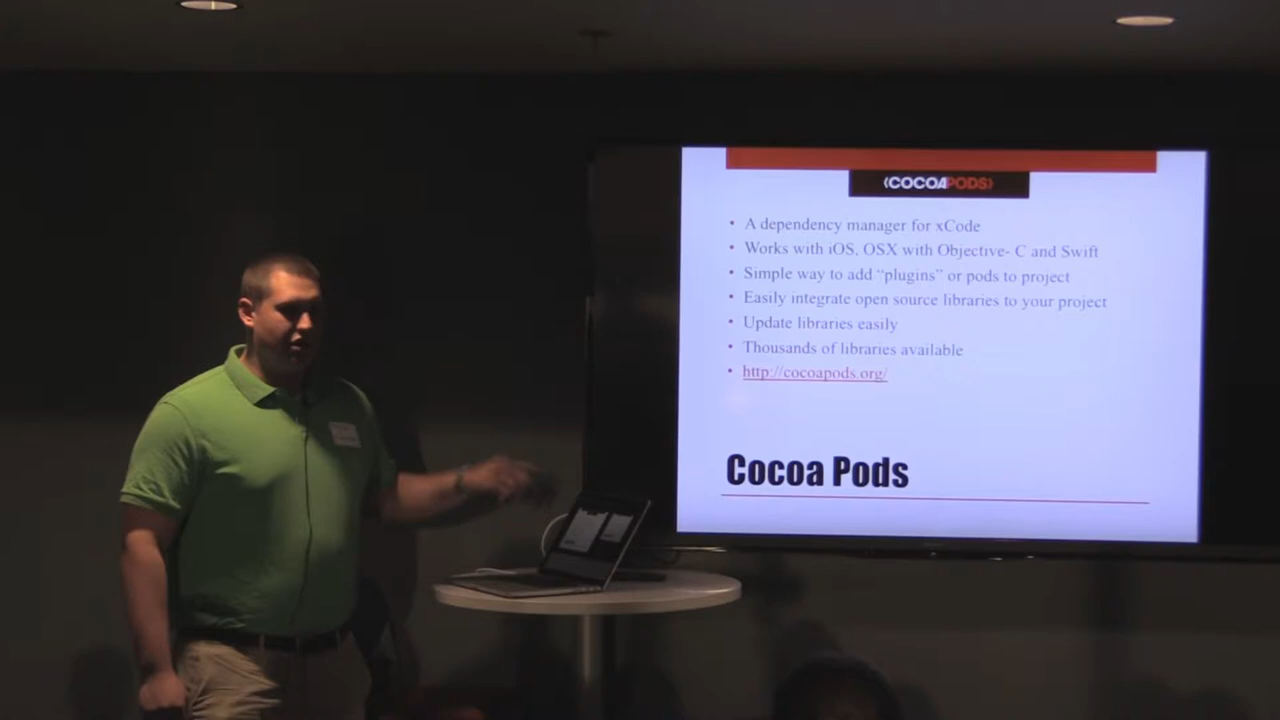 {COCOAPODS}
• A dependency manager for xCode
• Works with iOS, OSX with Objective- C and Swift
• Simple way to add “plugins” or pods to project
• Easily integrate open source libraries to your project
• Update libraries easily
• Thousands of libraries available
• http://cocoapods.org/
Cocoa Pods